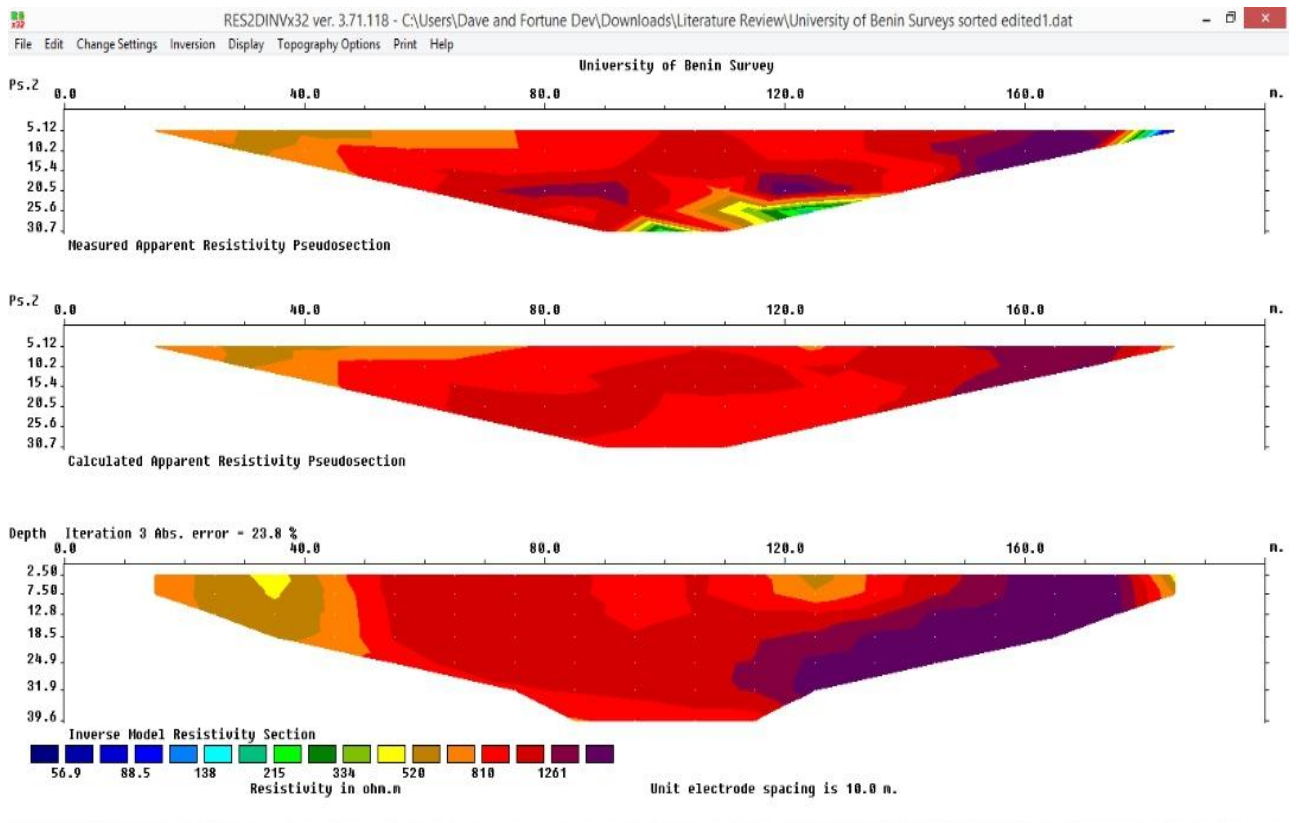 RES2DINVx32 ver. 3.71.118 - C:\Users\Dave and Fortune Dev\Downloads\Literature Review\University of Benin Surveys sorted edited1.dat
File Edit Change Settings Inversion Display Topography Options Print Help
University of Benin Survey
Ps.Z 0.0 40.0 80.0 120.0 160.0 m.
5.12
10.2
15.4
20.5
25.6
30.7
Measured Apparent Resistivity Pseudosection
Ps.Z 0.0 40.0 80.0 120.0 160.0 m.
5.12
10.2
15.4
20.5
25.6
30.7
Calculated Apparent Resistivity Pseudosection
Depth Iteration 3 Abs. error = 23.8 %
0.0 40.0 80.0 120.0 160.0 m.
2.50
7.50
12.8
18.5
24.9
31.9
39.6
Inverse Model Resistivity Section
56.9 88.5 138 215 334 520 810 1261
Resistivity in ohm.m Unit electrode spacing is 10.0 m.